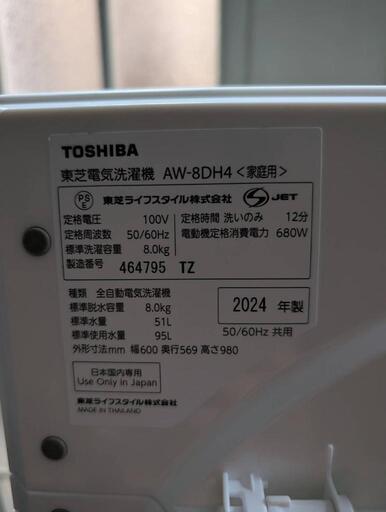 TOSHIBA
東芝電気洗濯機 AW-8DH4<家庭用>
PS
E
東芝ライフスタイル株式会社
JET
定格電圧 100V 定格時間 洗いのみ 12分
定格周波数 50/60Hz 電動機定格消費電力 680W
標準洗濯容量 8.0kg
製造番号 464795 TZ
種類 全自動電気洗濯機
標準脱水容量 8.0kg 2024 年製
標準水量 51L 50/60Hz 共用
標準使用水量 95L
外形寸法mm 幅600 奥行569 高さ980
日本国内専用
Use Only in Japan
東芝ライフスタイル株式会社
MADE IN THAILAND